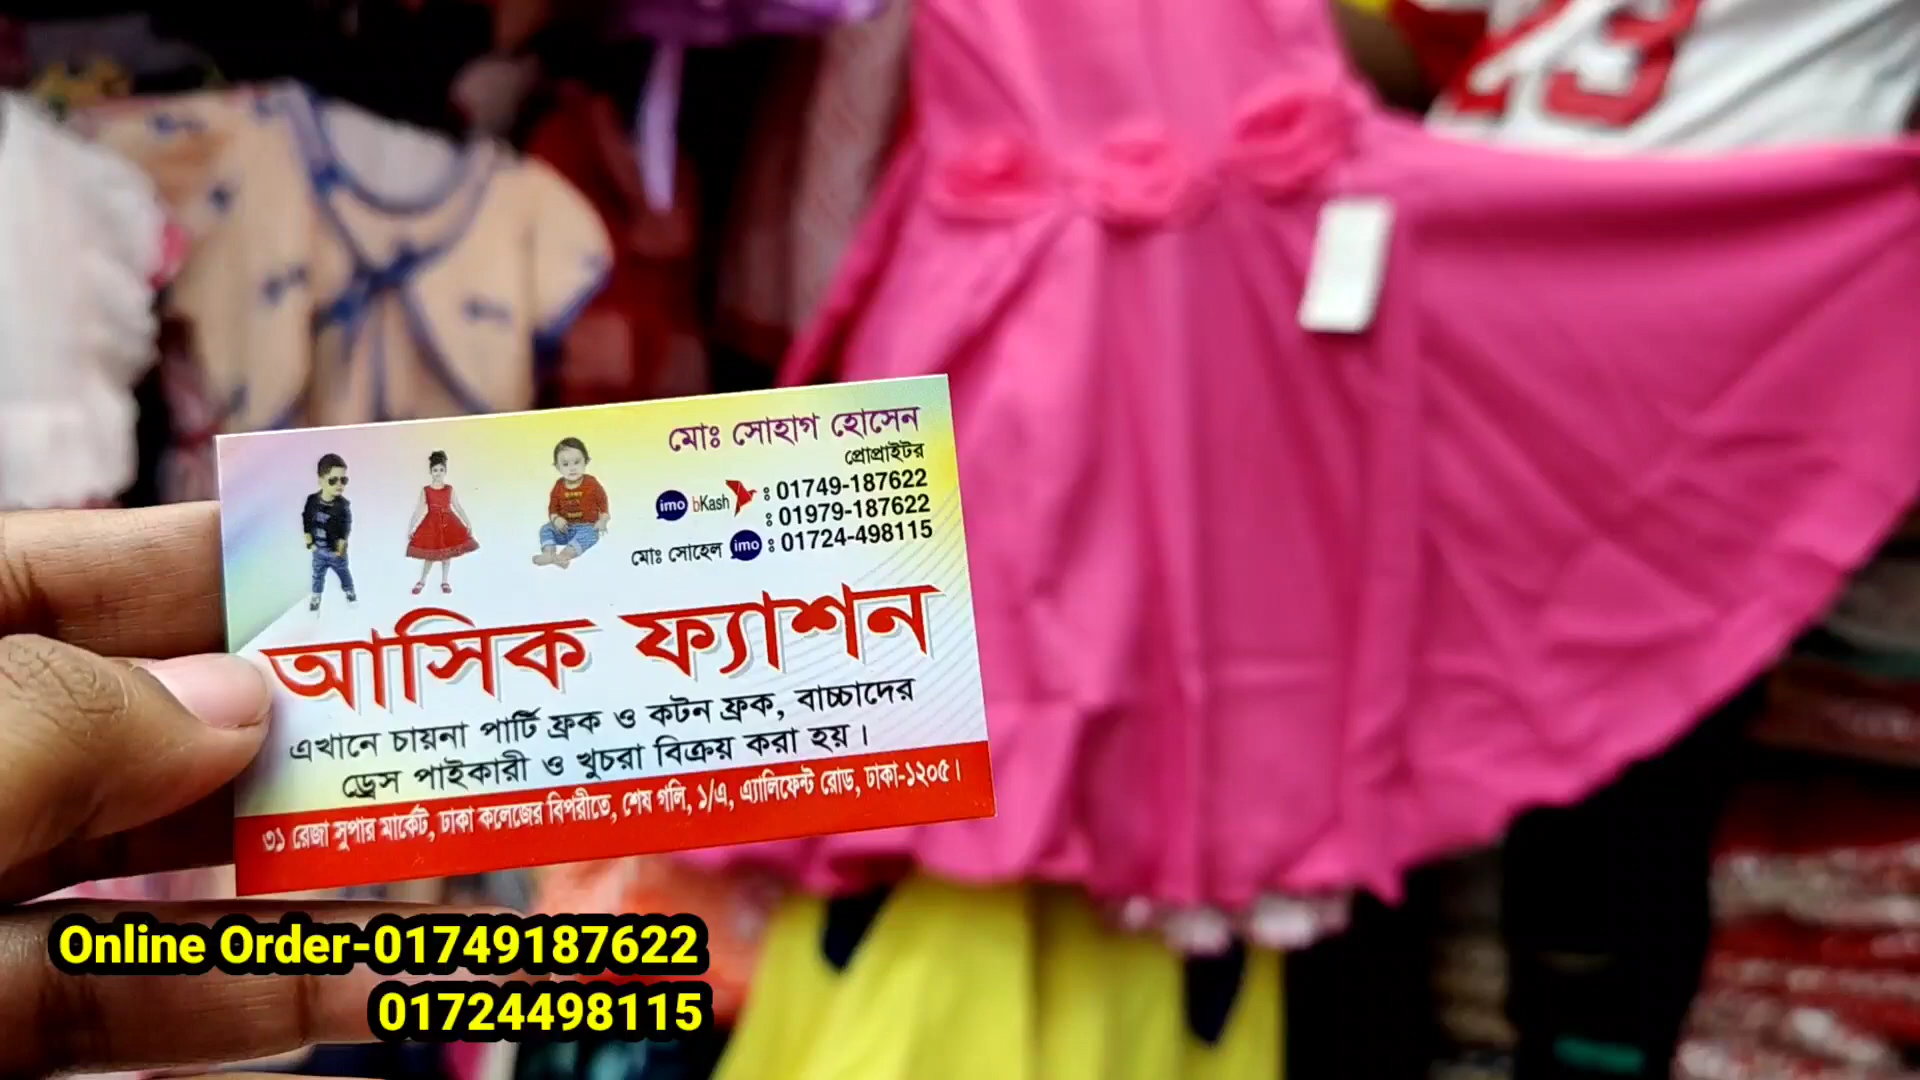 23
মোঃ সোহাগ হোসেন
প্রোপ্রাইটর
imo bKash : 01749-187622
: 01979-187622
মোঃ সোহেল imo : 01724-498115
আসিক ফ্যাশন
এখানে চায়না পার্টি ফ্রক ও কটন ফ্রক, বাচ্চাদের
ড্রেস পাইকারী ও খুচরা বিক্রয় করা হয়।
৩১ রেজা সুপার মার্কেট, ঢাকা কলেজের বিপরীতে, শেষ গলি, ১/এ, এ্যালিফেন্ট রোড, ঢাকা-১২০৫।
Online Order-01749187622
01724498115